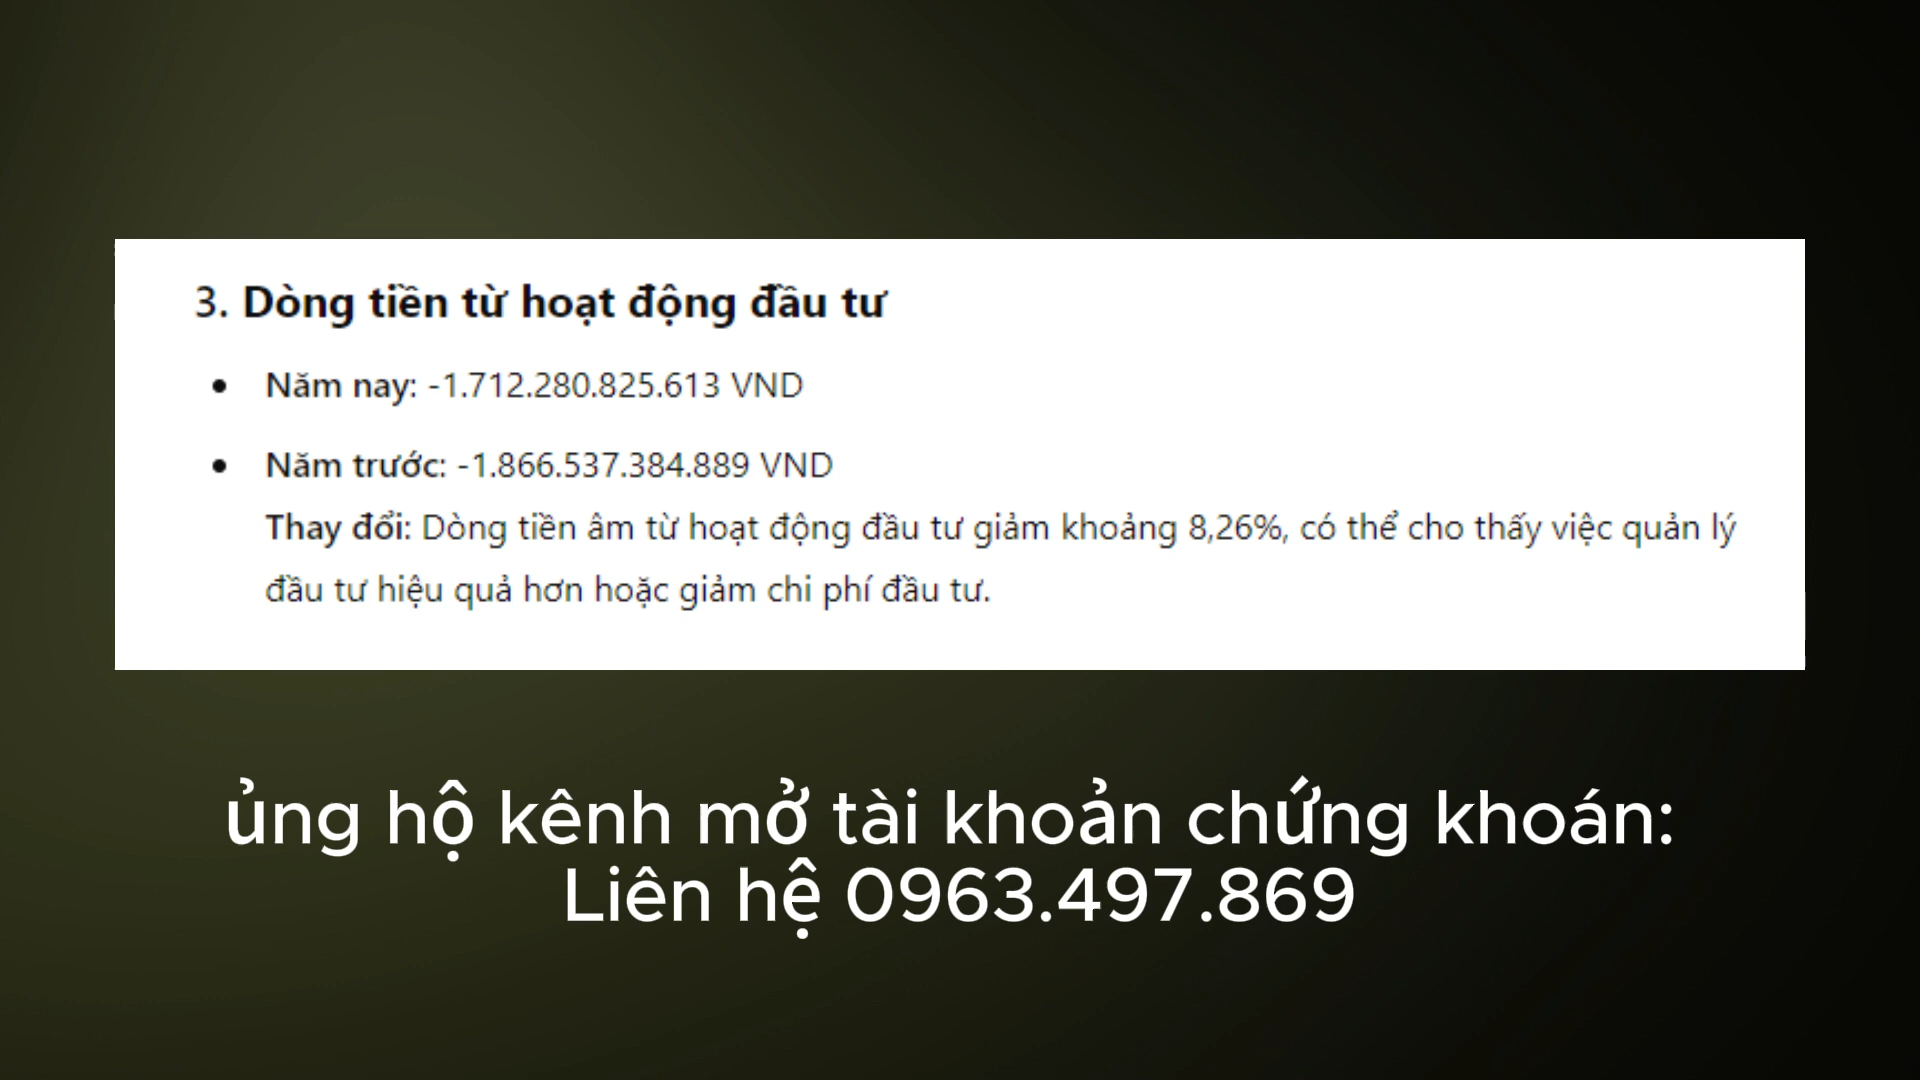 3. Dòng tiền từ hoạt động đầu tư
• Năm nay: -1.712.280.825.613 VND
• Năm trước: -1.866.537.384.889 VND
Thay đổi: Dòng tiền âm từ hoạt động đầu tư giảm khoảng 8,26%, có thể cho thấy việc quản lý
đầu tư hiệu quả hơn hoặc giảm chi phí đầu tư.
ủng hộ kênh mở tài khoản chứng khoán:
Liên hệ 0963.497.869